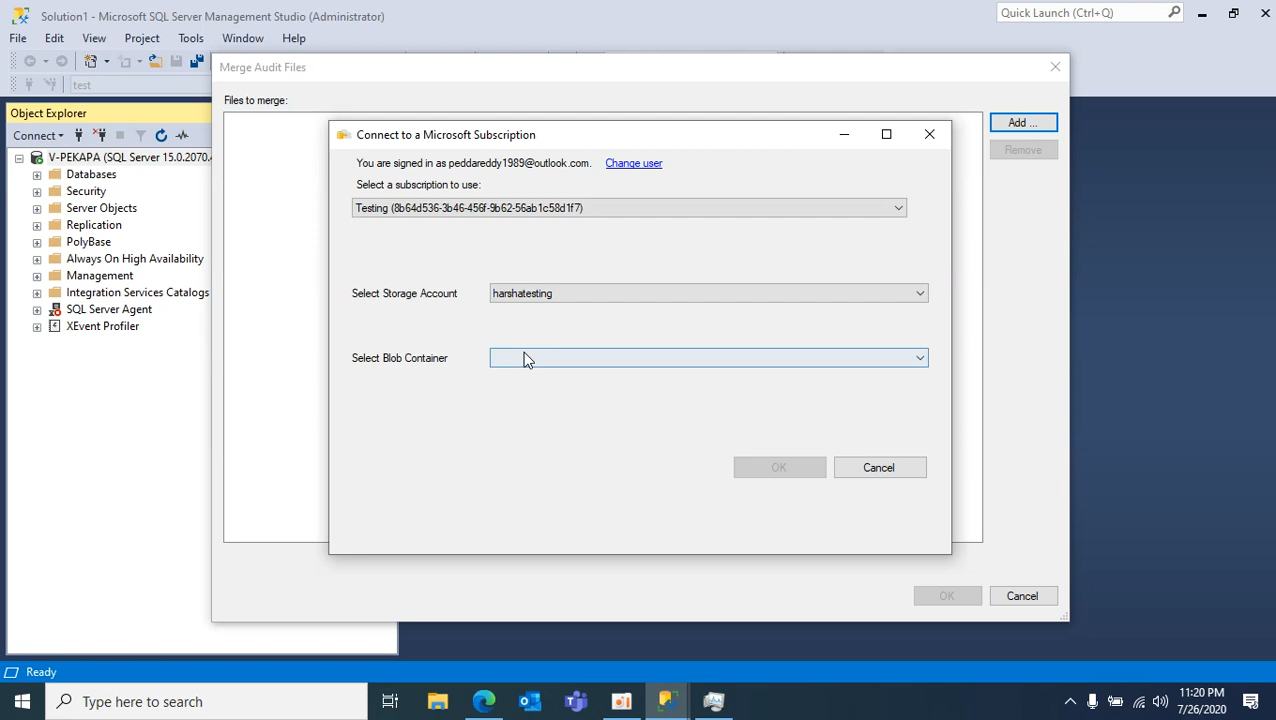 Solution1 - Microsoft SQL Server Management Studio (Administrator)
Quick Launch (Ctrl+Q)
File Edit View Project Tools Window Help
test
Merge Audit Files
Files to merge:
Add ...
Remove
Object Explorer
Connect
V-PEKAPA (SQL Server 15.0.2070.4
Databases
Security
Server Objects
Replication
PolyBase
Always On High Availability
Management
Integration Services Catalogs
SQL Server Agent
XEvent Profiler
Connect to a Microsoft Subscription
You are signed in as peddareddy1989@outlook.com. Change user
Select a subscription to use:
Testing (8b64d536-3b46-456f-9b62-56ab1c58d1f7)
Select Storage Account harshatesting
Select Blob Container
OK Cancel
OK Cancel
Ready
Type here to search
11:20 PM
7/26/2020